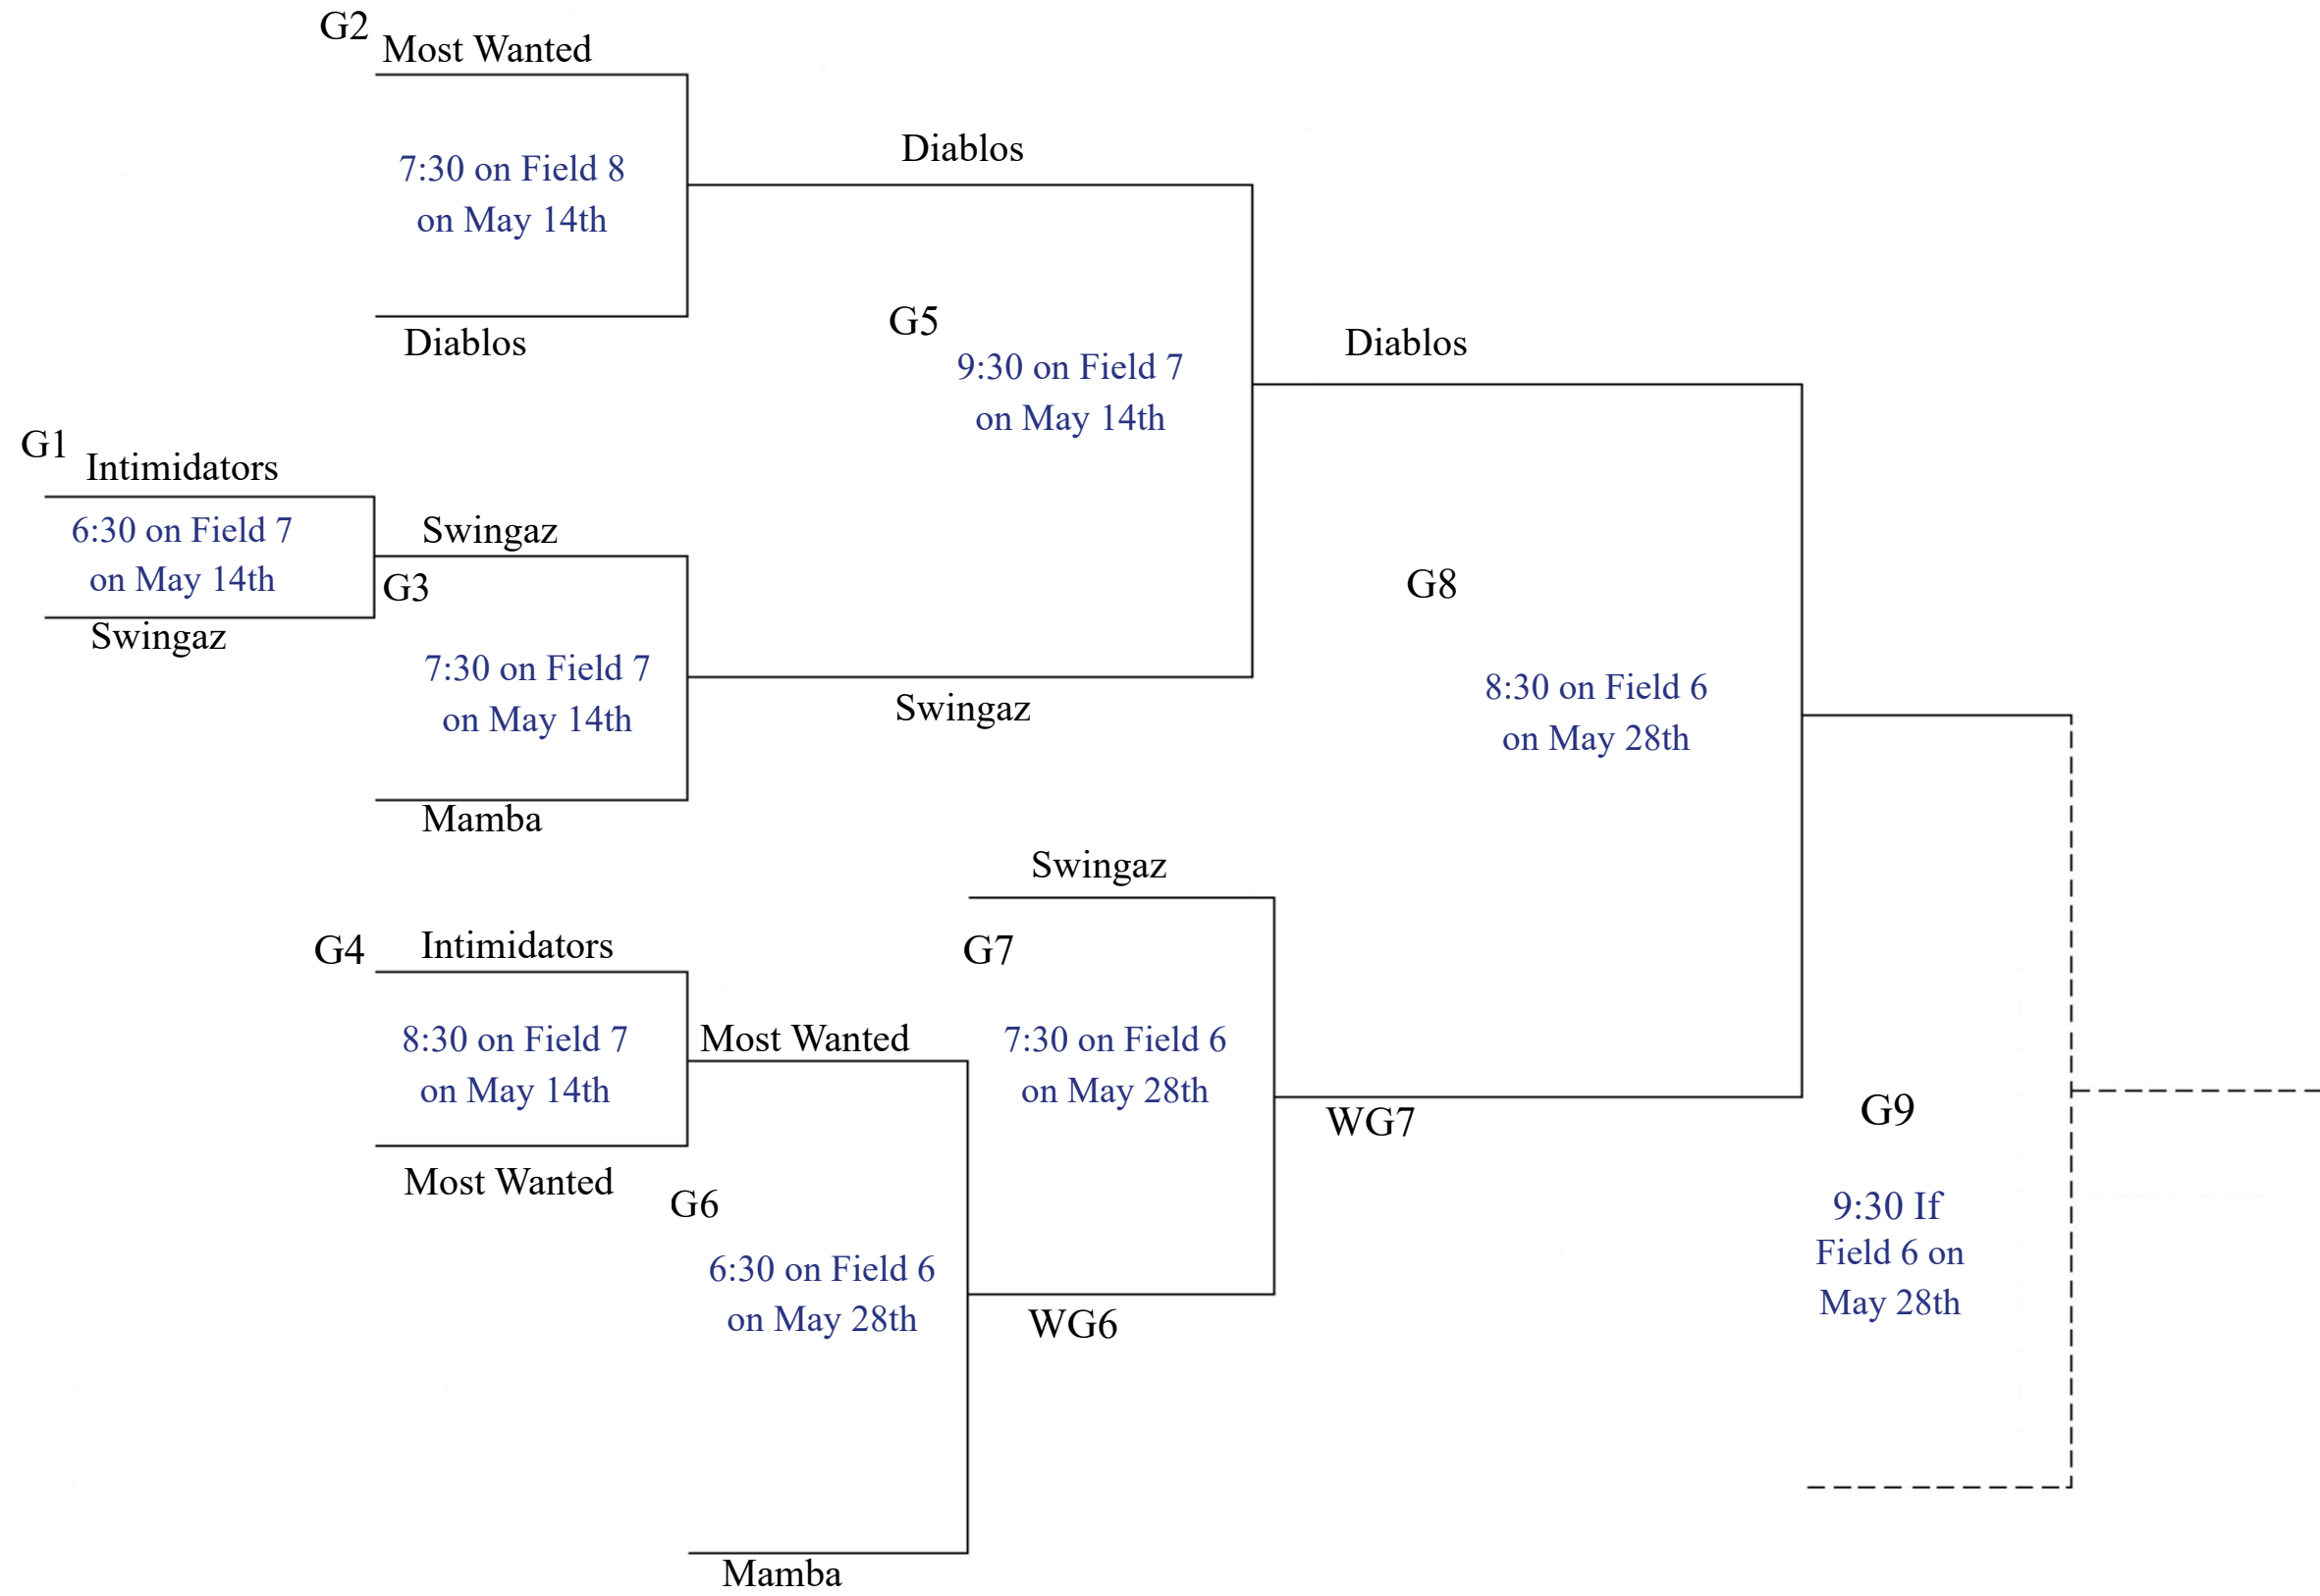 G2
Most Wanted
7:30 on Field 8
on May 14th
Diablos
Diablos
G5
9:30 on Field 7
on May 14th
Diablos
G1
Intimidators
6:30 on Field 7
on May 14th
Swingaz
Swingaz
G3
7:30 on Field 7
on May 14th
Mamba
Swingaz
G8
8:30 on Field 6
on May 28th
Swingaz
G7
7:30 on Field 6
on May 28th
G4
Intimidators
8:30 on Field 7
on May 14th
Most Wanted
Most Wanted
G6
6:30 on Field 6
on May 28th
Mamba
WG6
WG7
G9
9:30 If
Field 6 on
May 28th